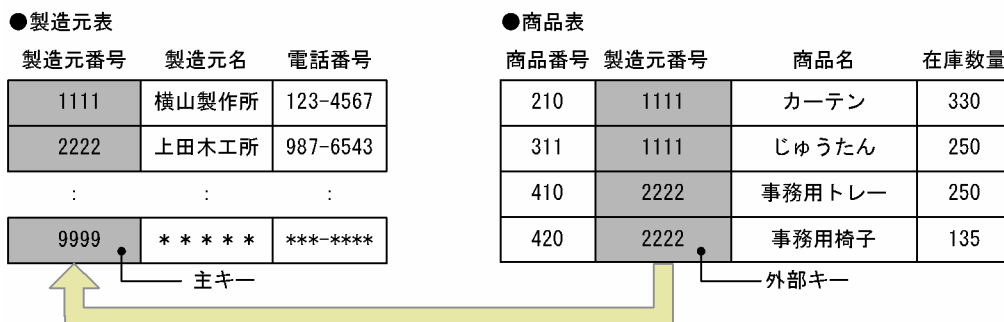 ●製造元表
製造元番号 製造元名 電話番号
1111 横山製作所 123-4567
2222 上田木工所 987-6543
: : :
9999 ＊＊＊＊＊ ***-****
主キー
●商品表
商品番号 製造元番号 商品名 在庫数量
210 1111 カーテン 330
311 1111 じゅうたん 250
410 2222 事務用トレー 250
420 2222 事務用椅子 135
外部キー